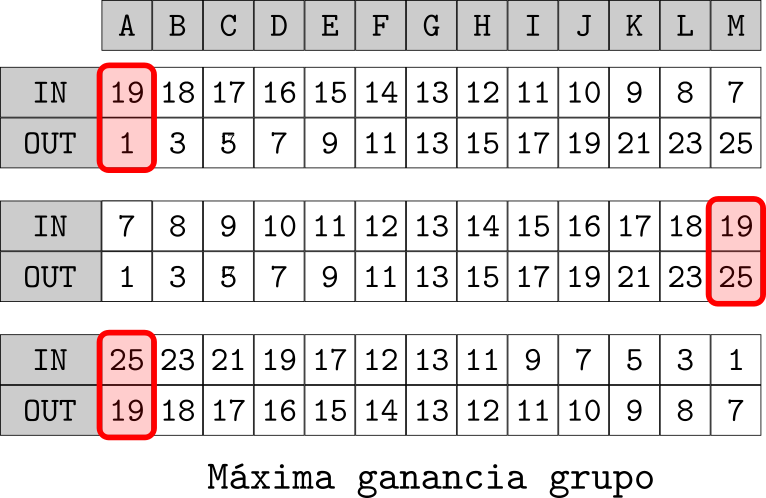 A B C D E F G H I J K L M
IN 19 18 17 16 15 14 13 12 11 10 9 8 7
OUT 1 3 5 7 9 11 13 15 17 19 21 23 25
IN 7 8 9 10 11 12 13 14 15 16 17 18 19
OUT 1 3 5 7 9 11 13 15 17 19 21 23 25
IN 25 23 21 19 17 12 13 11 9 7 5 3 1
OUT 19 18 17 16 15 14 13 12 11 10 9 8 7
Máxima ganancia grupo